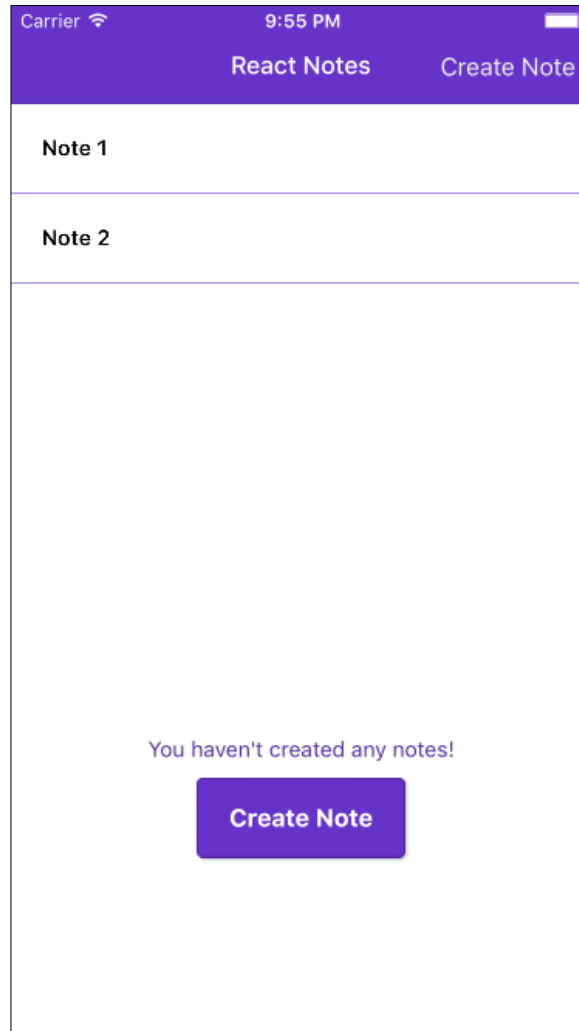 Carrier 9:55 PM
React Notes Create Note
Note 1
Note 2
You haven't created any notes!
Create Note